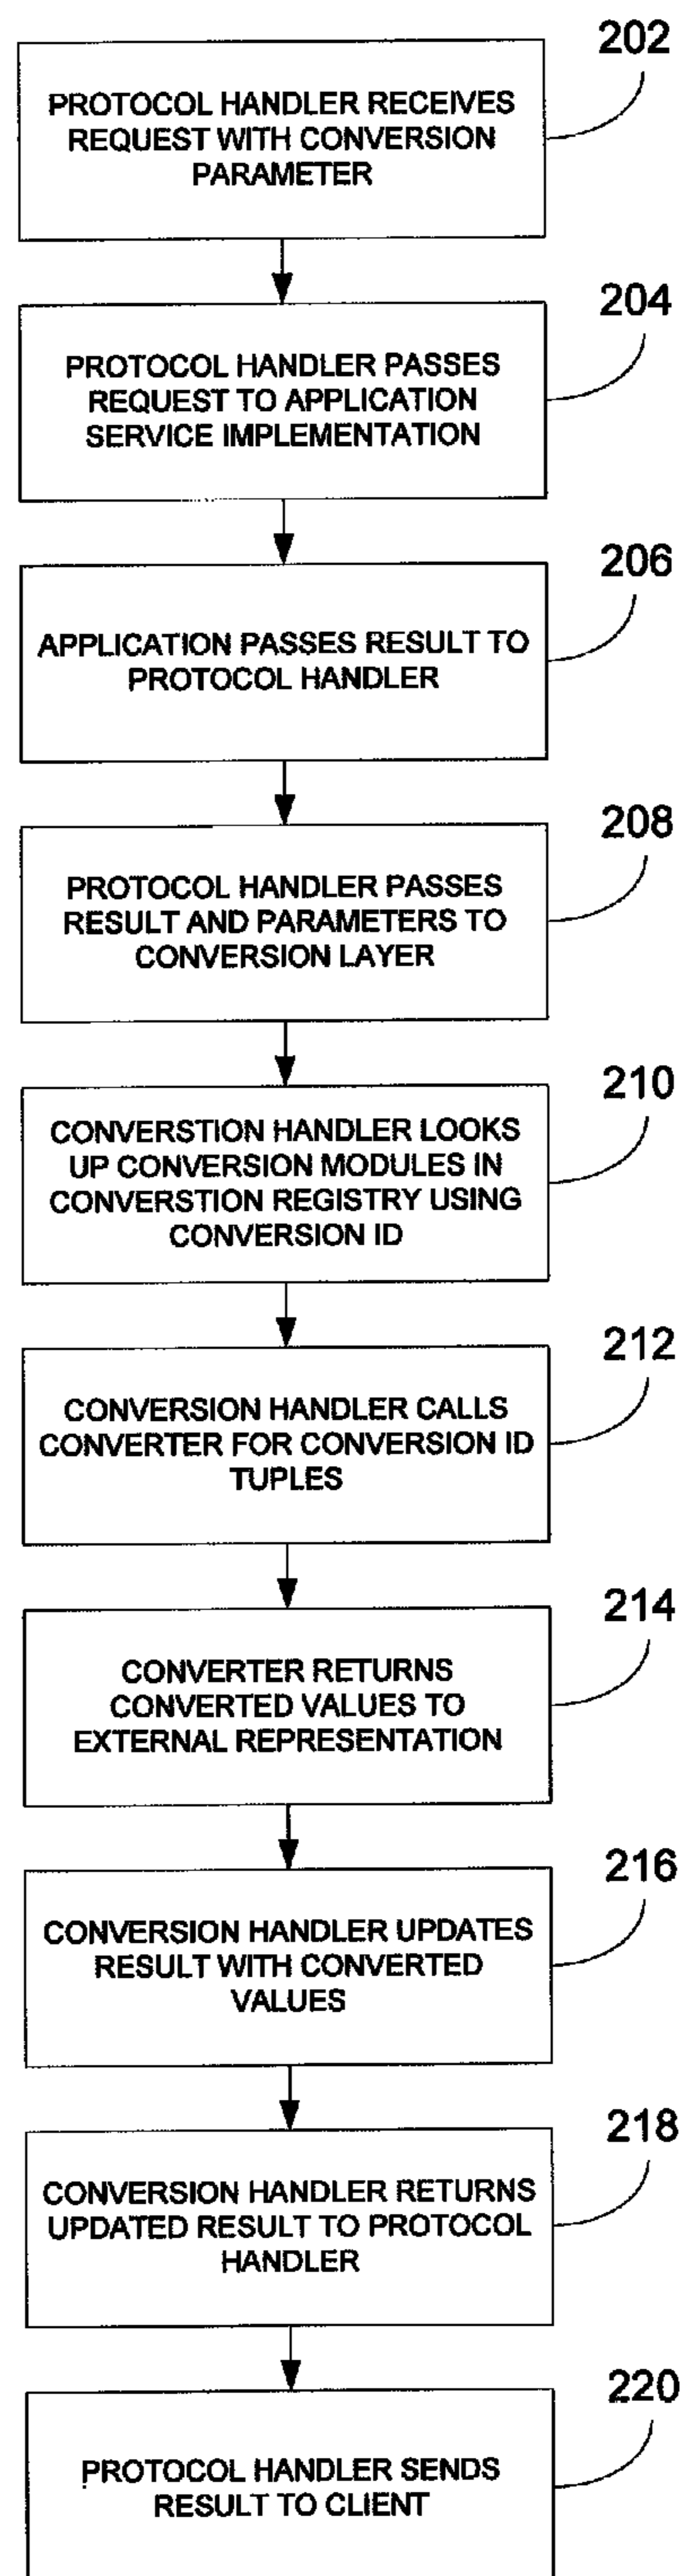 202
PROTOCOL HANDLER RECEIVES
REQUEST WITH CONVERSION
PARAMETER
204
PROTOCOL HANDLER PASSES
REQUEST TO APPLICATION
SERVICE IMPLEMENTATION
206
APPLICATION PASSES RESULT TO
PROTOCOL HANDLER
208
PROTOCOL HANDLER PASSES
RESULT AND PARAMETERS TO
CONVERSION LAYER
210
CONVERSTION HANDLER LOOKS
UP CONVERSION MODULES IN
CONVERSTION REGISTRY USING
CONVERSION ID
212
CONVERSION HANDLER CALLS
CONVERTER FOR CONVERSION ID
TUPLES
214
CONVERTER RETURNS
CONVERTED VALUES TO
EXTERNAL REPRESENTATION
216
CONVERSION HANDLER UPDATES
RESULT WITH CONVERTED
VALUES
218
CONVERSION HANDLER RETURNS
UPDATED RESULT TO PROTOCOL
HANDLER
220
PROTOCOL HANDLER SENDS
RESULT TO CLIENT